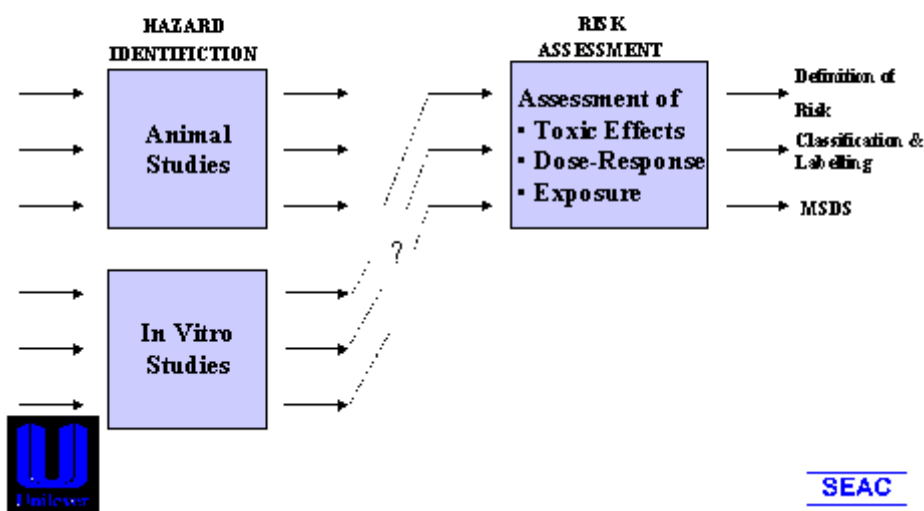 HAZARD
IDENTIFICTION
RISK
ASSESSMENT
Animal
Studies
Assessment of
▪ Toxic Effects
▪ Dose-Response
▪ Exposure
Definition of
Risk
Classification &
Labelling
MSDS
?
In Vitro
Studies
Unilever
SEAC